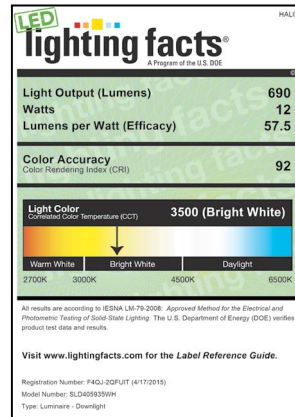 LED
HALO
lighting facts®
A Program of the U.S. DOE
Light Output (Lumens) 690
Watts 12
Lumens per Watt (Efficacy) 57.5
Color Accuracy 92
Color Rendering Index (CRI)
Light Color
Correlated Color Temperature (CCT) 3500 (Bright White)
Warm White Bright White Daylight
2700K 3000K 4500K 6500K
All results are according to IESNA LM-79-2008: Approved Method for the Electrical and
Photometric Testing of Solid-State Lighting. The U.S. Department of Energy (DOE) verifies
product test data and results.
Visit www.lightingfacts.com for the Label Reference Guide.
Registration Number: F4QJ-2QFUIT (4/17/2015)
Model Number: SLD405935WH
Type: Luminaire - Downlight